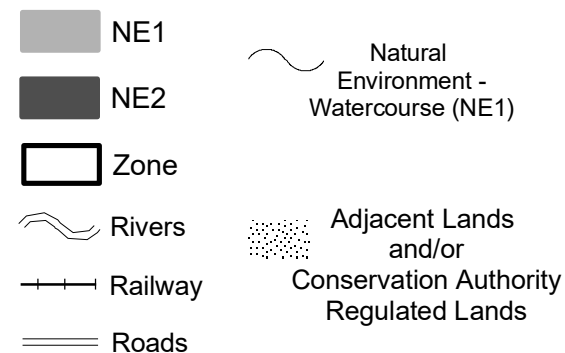 NE1
NE2
Zone
Rivers
Railway
Roads
Natural
Environment -
Watercourse (NE1)
Adjacent Lands
and/or
Conservation Authority
Regulated Lands